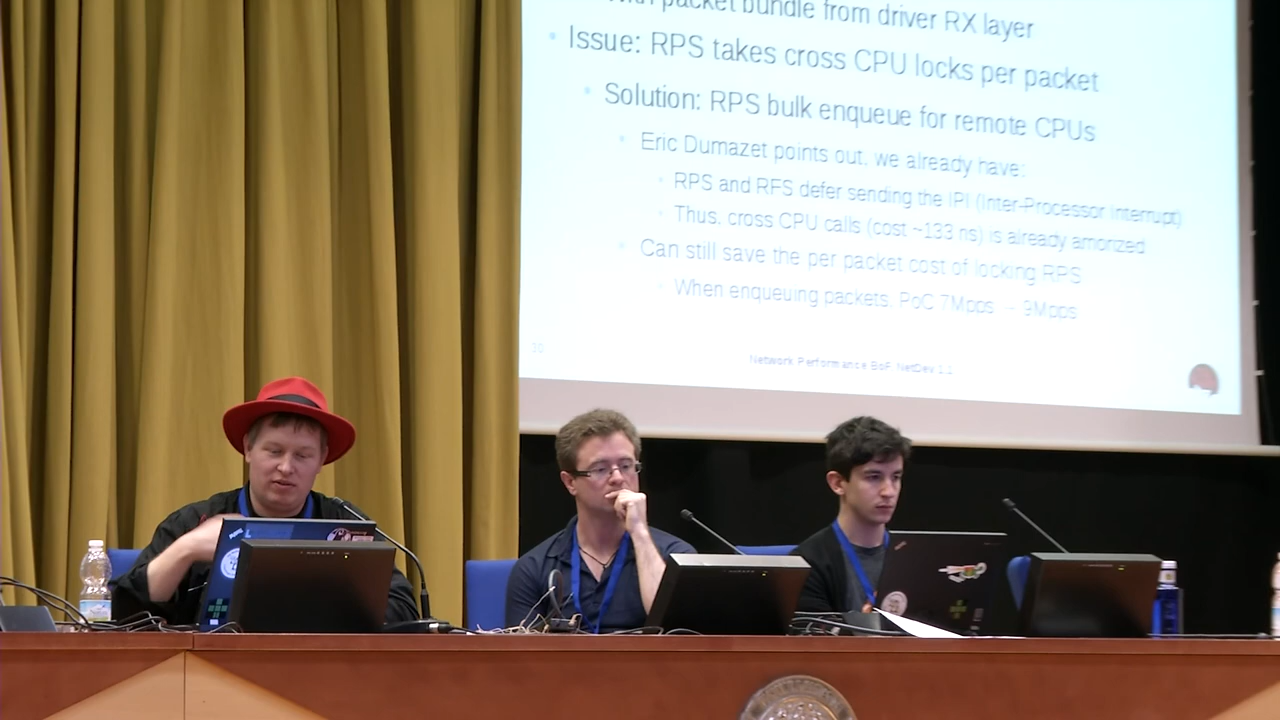 with packet bundle from driver RX layer
Issue: RPS takes cross CPU locks per packet
Solution: RPS bulk enqueue for remote CPUs
Eric Dumazet points out, we already have:
RPS and RFS defer sending the IPI (Inter-Processor Interrupt)
Thus, cross CPU calls (cost ~133 ns) is already amorized
Can still save the per packet cost of locking RPS
When enqueuing packets, PoC 7Mpps → 9Mpps
30
Network Performance BoF NetDev 1.1